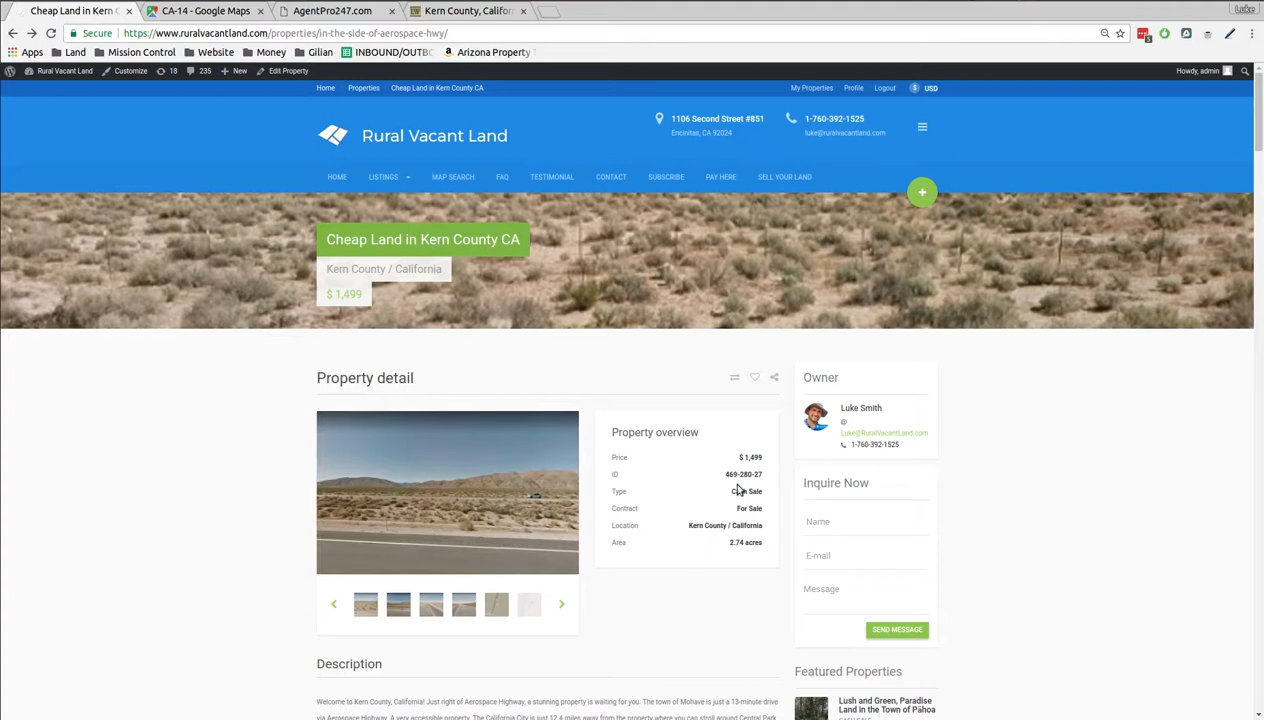 Cheap Land in Kern C
CA-14 - Google Maps
AgentPro247.com
Kern County, Califor
Luke
Secure
https://www.ruralvacantland.com/properties/in-the-side-of-aerospace-hwy/
Apps Land Mission Control Website Money Gilian INBOUND/OUTBO Arizona Property T
Rural Vacant Land Customize 18 235 New Edit Property Howdy, admin
Home Properties Cheap Land in Kern County CA My Properties Profile Logout $ USD
Rural Vacant Land
1106 Second Street #851
Encinitas, CA 92024
1-760-392-1525
luke@ruralvacantland.com
HOME LISTINGS MAP SEARCH FAQ TESTIMONIAL CONTACT SUBSCRIBE PAY HERE SELL YOUR LAND
Cheap Land in Kern County CA
Kern County / California
$ 1,499
Property detail
Property overview
Price $ 1,499
ID 469-280-27
Type Sale
Contract For Sale
Location Kern County / California
Area 2.74 acres
Owner
Luke Smith
@
Luke@RuralVacantLand.com
1-760-392-1525
Inquire Now
Name
E-mail
Message
SEND MESSAGE
Description
Welcome to Kern County, California! Just right of Aerospace Highway, a stunning property is waiting for you. The town of Mohave is just a 13-minute drive
via Aerospace Highway. A very accessible property. The California City is just 12.4 miles away from the property where you can stroll around Central Park
Featured Properties
Lush and Green, Paradise
Land in the Town of Pahoa